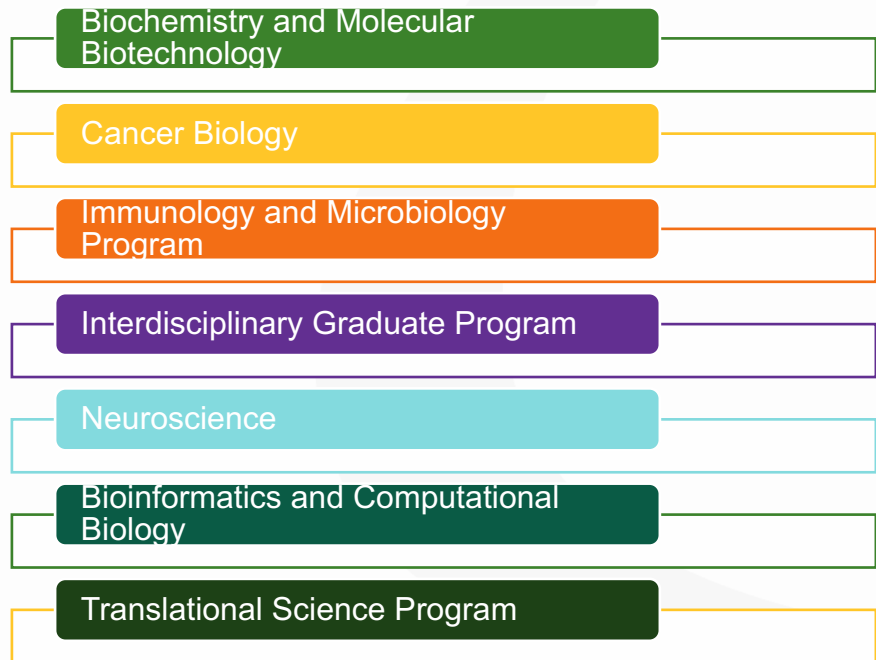 Biochemistry and Molecular
Biotechnology
Cancer Biology
Immunology and Microbiology
Program
Interdisciplinary Graduate Program
Neuroscience
Bioinformatics and Computational
Biology
Translational Science Program